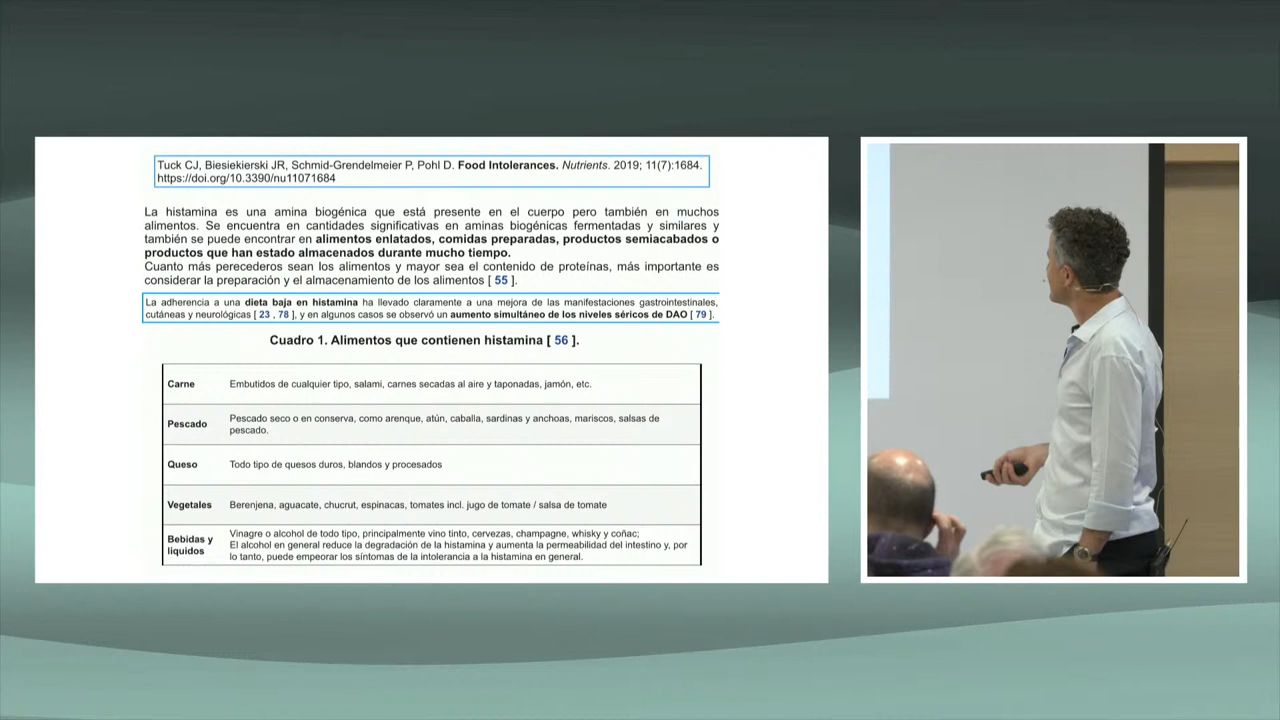 Tuck CJ, Biesiekierski JR, Schmid-Grendelmeier P, Pohl D. Food Intolerances. Nutrients. 2019; 11(7):1684.
https://doi.org/10.3390/nu11071684
La histamina es una amina biogénica que está presente en el cuerpo pero también en muchos
alimentos. Se encuentra en cantidades significativas en aminas biogénicas fermentadas y similares y
también se puede encontrar en alimentos enlatados, comidas preparadas, productos semiacabados o
productos que han estado almacenados durante mucho tiempo.
Cuanto más perecederos sean los alimentos y mayor sea el contenido de proteínas, más importante es
considerar la preparación y el almacenamiento de los alimentos [ 55 ].
La adherencia a una dieta baja en histamina ha llevado claramente a una mejora de las manifestaciones gastrointestinales,
cutáneas y neurológicas [ 23 , 78 ], y en algunos casos se observó un aumento simultáneo de los niveles séricos de DAO [ 79 ].
Cuadro 1. Alimentos que contienen histamina [ 56 ].
Carne Embutidos de cualquier tipo, salami, carnes secadas al aire y taponadas, jamón, etc.
Pescado Pescado seco o en conserva, como arenque, atún, caballa, sardinas y anchoas, mariscos, salsas de
pescado.
Queso Todo tipo de quesos duros, blandos y procesados
Vegetales Berenjena, aguacate, chucrut, espinacas, tomates incl. jugo de tomate / salsa de tomate
Bebidas y líquidos Vinagre o alcohol de todo tipo, principalmente vino tinto, cervezas, champagne, whisky y coñac;
El alcohol en general reduce la degradación de la histamina y aumenta la permeabilidad del intestino y, por
lo tanto, puede empeorar los síntomas de la intolerancia a la histamina en general.